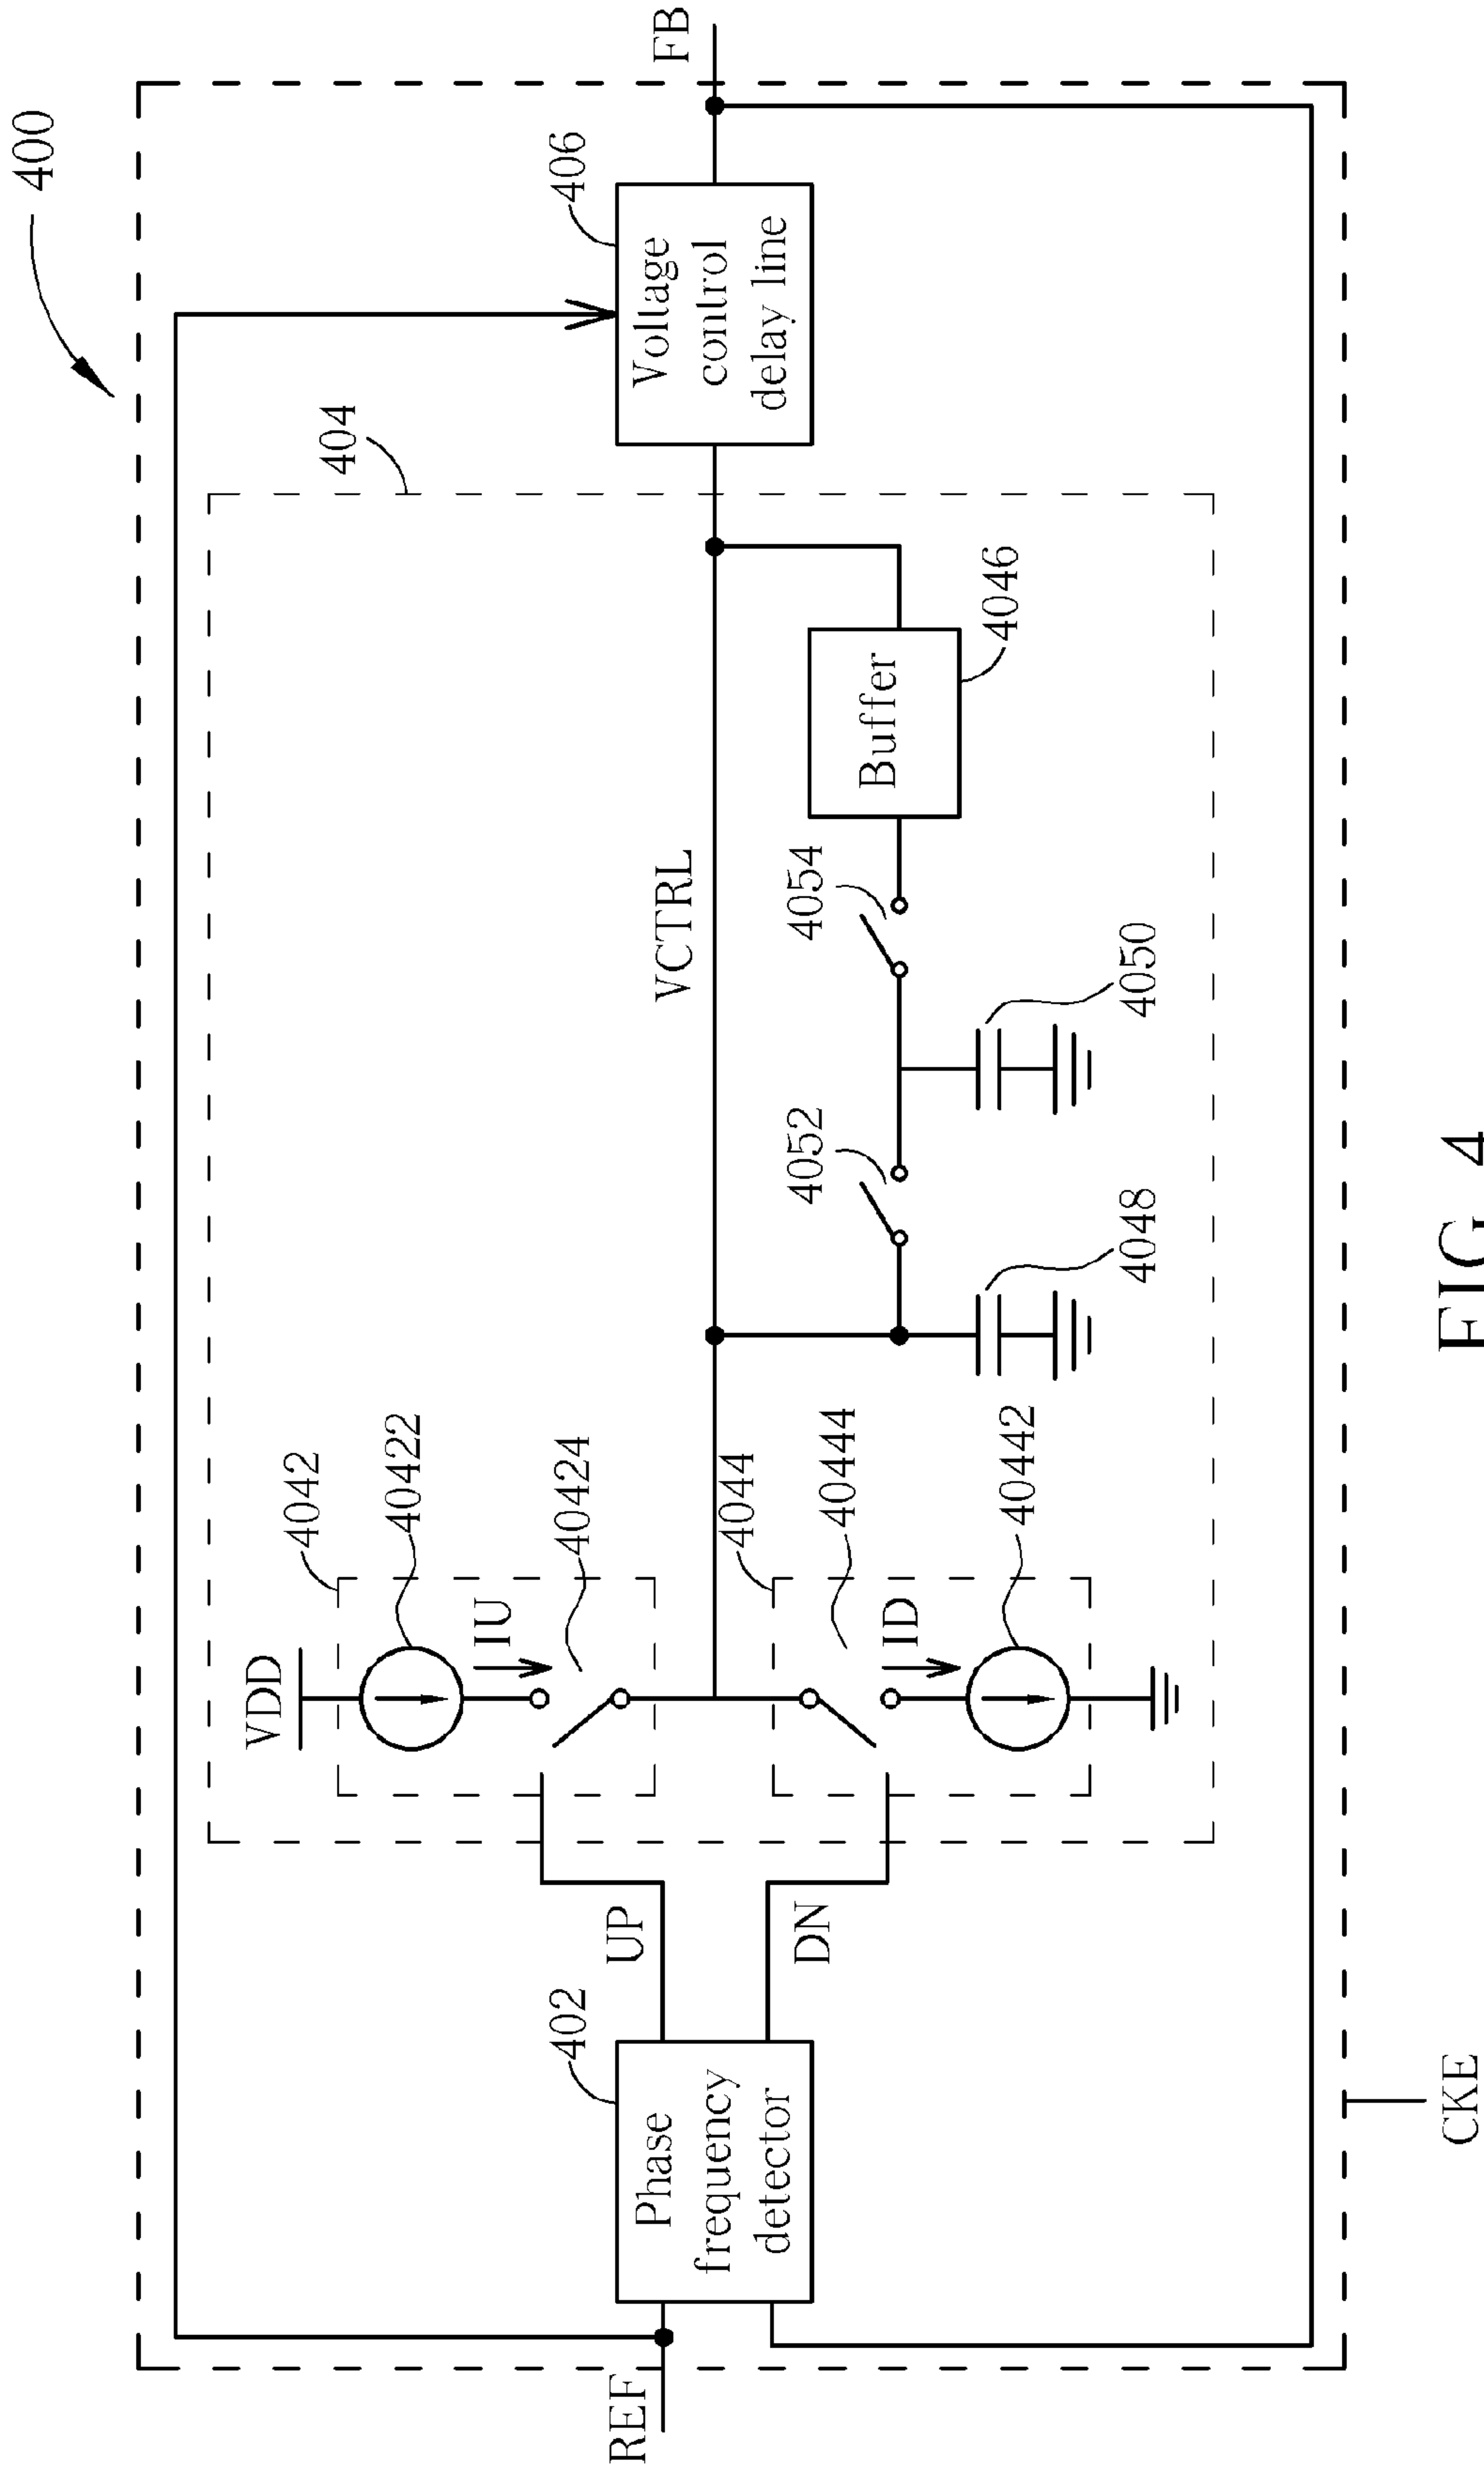 400
404
406
VDD
4042
40422
IU
40424
REF
402
Phase
frequency
detector
UP
DN
4044
40444
ID
40442
VCTRL
4052
4054
4048
4050
Buffer
4046
Voltage
control
delay line
FB
CKE
FIG. 4